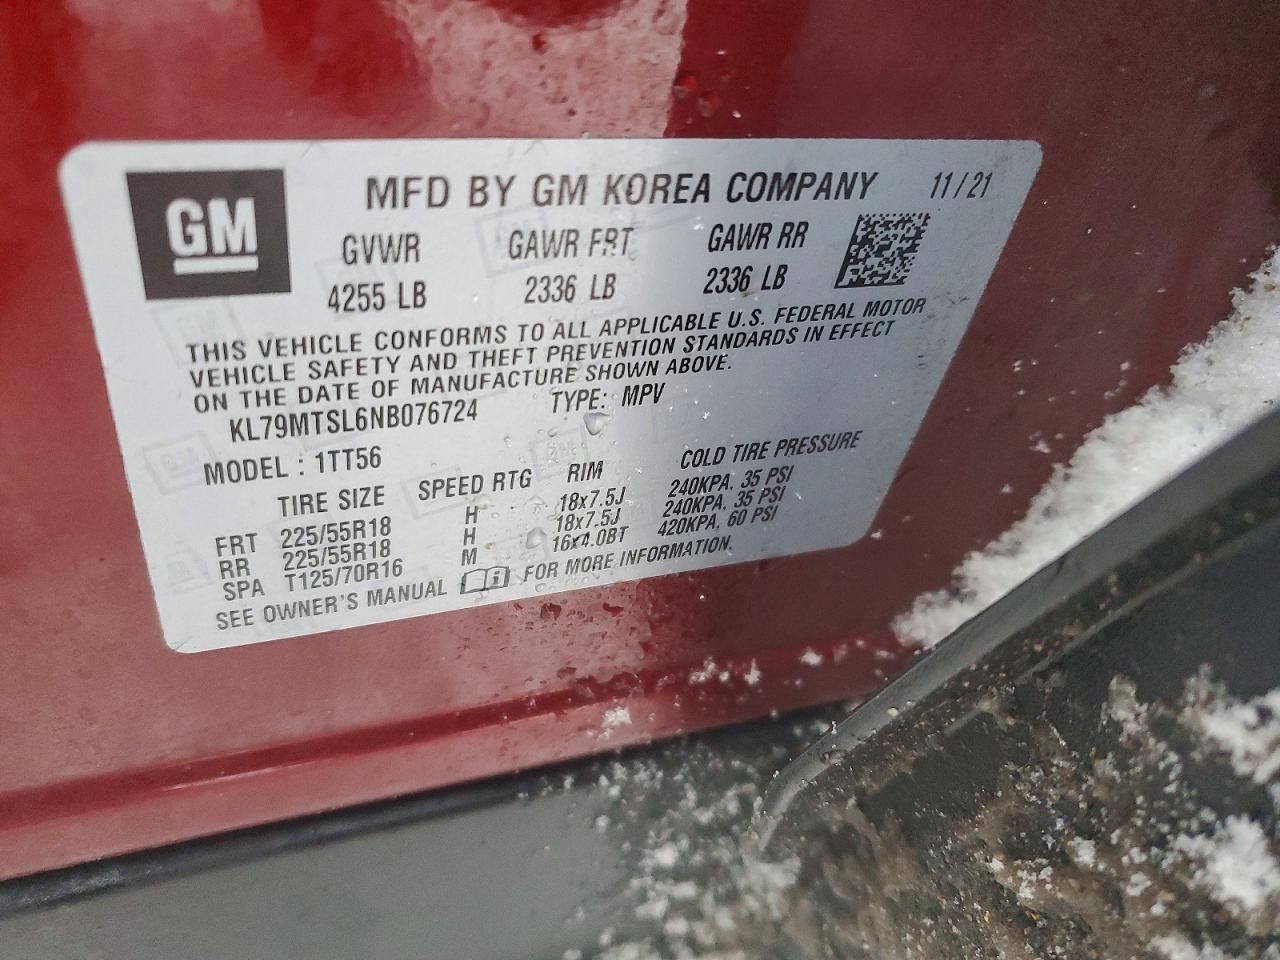 GM
MFD BY GM KOREA COMPANY 11/21
GVWR GAWR FRT GAWR RR
4255 LB 2336 LB 2336 LB
THIS VEHICLE CONFORMS TO ALL APPLICABLE U.S. FEDERAL MOTOR
VEHICLE SAFETY AND THEFT PREVENTION STANDARDS IN EFFECT
ON THE DATE OF MANUFACTURE SHOWN ABOVE.
KL79MTSL6NB076724 TYPE: MPV
MODEL : 1TT56
TIRE SIZE SPEED RTG RIM COLD TIRE PRESSURE
FRT 225/55R18 H 18x7.5J 240KPA, 35 PSI
RR 225/55R18 H 18x7.5J 240KPA, 35 PSI
SPA T125/70R16 M 16x4.0BT 420KPA, 60 PSI
SEE OWNER'S MANUAL FOR MORE INFORMATION.